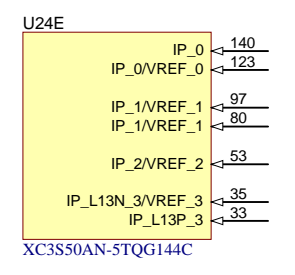 U24E
IP_0 140
IP_0/VREF_0 123
IP_1/VREF_1 97
IP_1/VREF_1 80
IP_2/VREF_2 53
IP_L13N_3/VREF_3 35
IP_L13P_3 33
XC3S50AN-5TQG144C